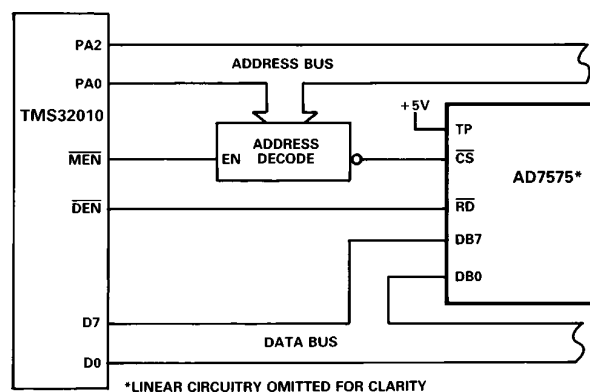 PA2
ADDRESS BUS
PA0
TMS32010
+5V
TP
ADDRESS
DECODE
EN
MEN
CS
AD7575*
DEN
RD
DB7
DB0
D7
DATA BUS
D0
*LINEAR CIRCUITRY OMITTED FOR CLARITY